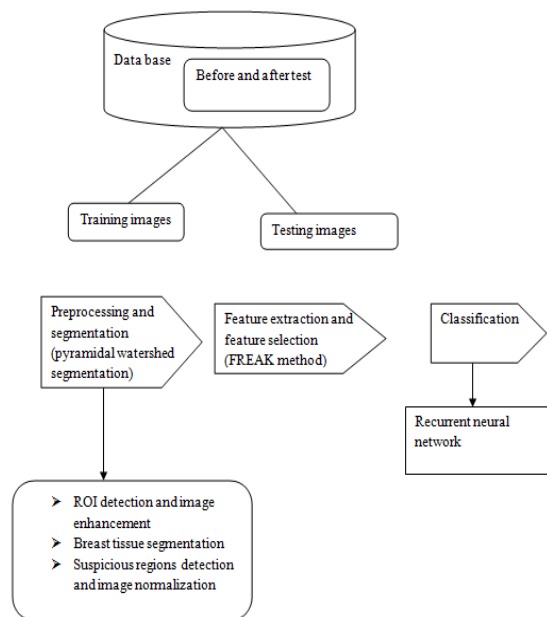 Data base
Before and after test
Training images
Testing images
Preprocessing and
segmentation
(pyramidal watershed
segmentation)
Feature extraction and
feature selection
(FREAK method)
Classification
Recurrent neural
network
➤ ROI detection and image
enhancement
➤ Breast tissue segmentation
➤ Suspicious regions detection
and image normalization